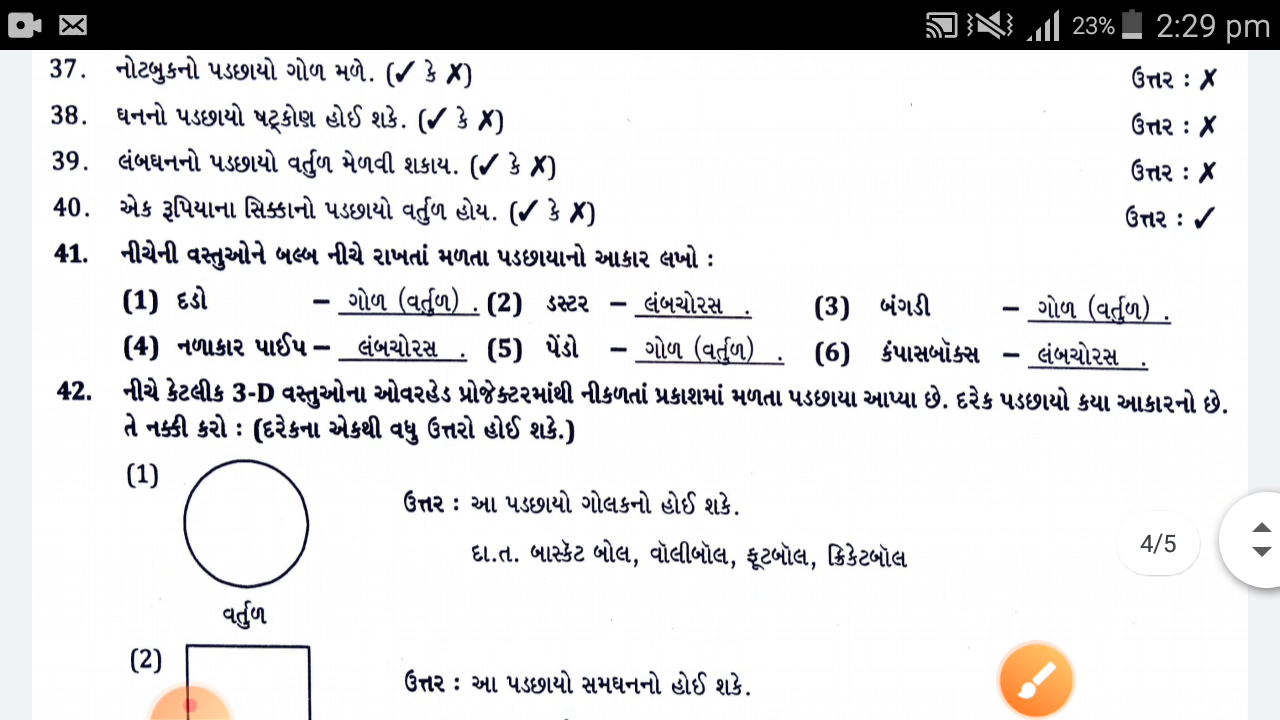 23% 2:29 pm
37. નોટબુકનો પડછાયો ગોળ મળે. (✓ કે ✗) ઉત્તર : ✗
38. ઘનનો પડછાયો ષટ્કોણ હોઈ શકે. (✓ કે ✗) ઉત્તર : ✗
39. લંબઘનનો પડછાયો વર્તુળ મેળવી શકાય. (✓ કે ✗) ઉત્તર : ✗
40. એક રૂપિયાના સિક્કાનો પડછાયો વર્તુળ હોય. (✓ કે ✗) ઉત્તર : ✓
41. નીચેની વસ્તુઓને બલ્બ નીચે રાખતાં મળતા પડછાયાનો આકાર લખો :
(1) દડો – ગોળ (વર્તુળ) . (2) ડસ્ટર – લંબચોરસ . (3) બંગડી – ગોળ (વર્તુળ) .
(4) નળાકાર પાઈપ – લંબચોરસ . (5) પેંડો – ગોળ (વર્તુળ) . (6) કંપાસબૉક્સ – લંબચોરસ .
42. નીચે કેટલીક 3-D વસ્તુઓના ઓવરહેડ પ્રોજેક્ટરમાંથી નીકળતાં પ્રકાશમાં મળતા પડછાયા આપ્યા છે. દરેક પડછાયો કયા આકારનો છે.
તે નક્કી કરો : (દરેકના એકથી વધુ ઉત્તરો હોઈ શકે.)
(1) ઉત્તર : આ પડછાયો ગોલકનો હોઈ શકે.
દા.ત. બાસ્કેટ બોલ, વૉલીબૉલ, ફૂટબૉલ, ક્રિકેટબૉલ
4/5
વર્તુળ
(2) ઉત્તર : આ પડછાયો સમઘનનો હોઈ શકે.